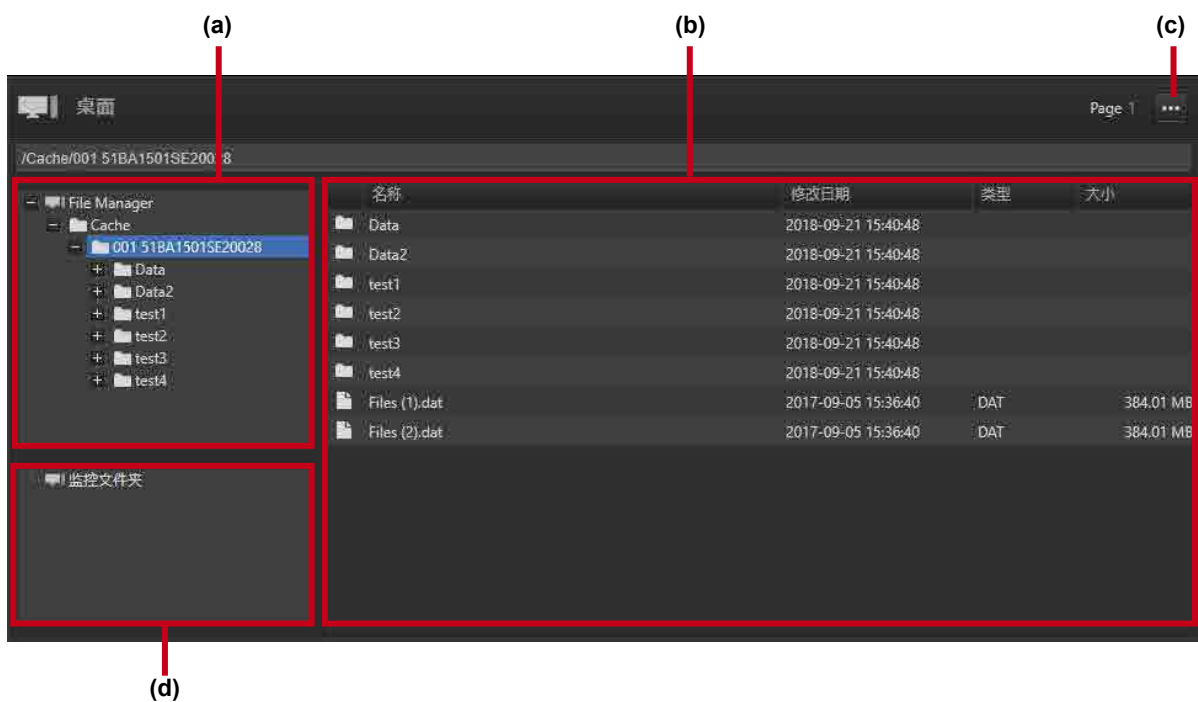 (a)
(b)
(c)
桌面
Page 1
/Cache/001 51BA1501SE20028
File Manager
Cache
001 51BA1501SE20028
Data
Data2
test1
test2
test3
test4
名称 修改日期 类型 大小
Data 2018-09-21 15:40:48
Data2 2018-09-21 15:40:48
test1 2018-09-21 15:40:48
test2 2018-09-21 15:40:48
test3 2018-09-21 15:40:48
test4 2018-09-21 15:40:48
Files (1).dat 2017-09-05 15:36:40 DAT 384.01 MB
Files (2).dat 2017-09-05 15:36:40 DAT 384.01 MB
监控文件夹
(d)